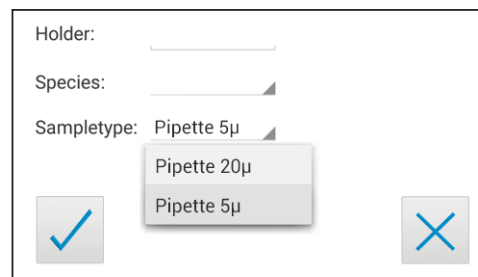 Holder:
Species:
Sampletype: Pipette 5µ
Pipette 20µ
Pipette 5µ